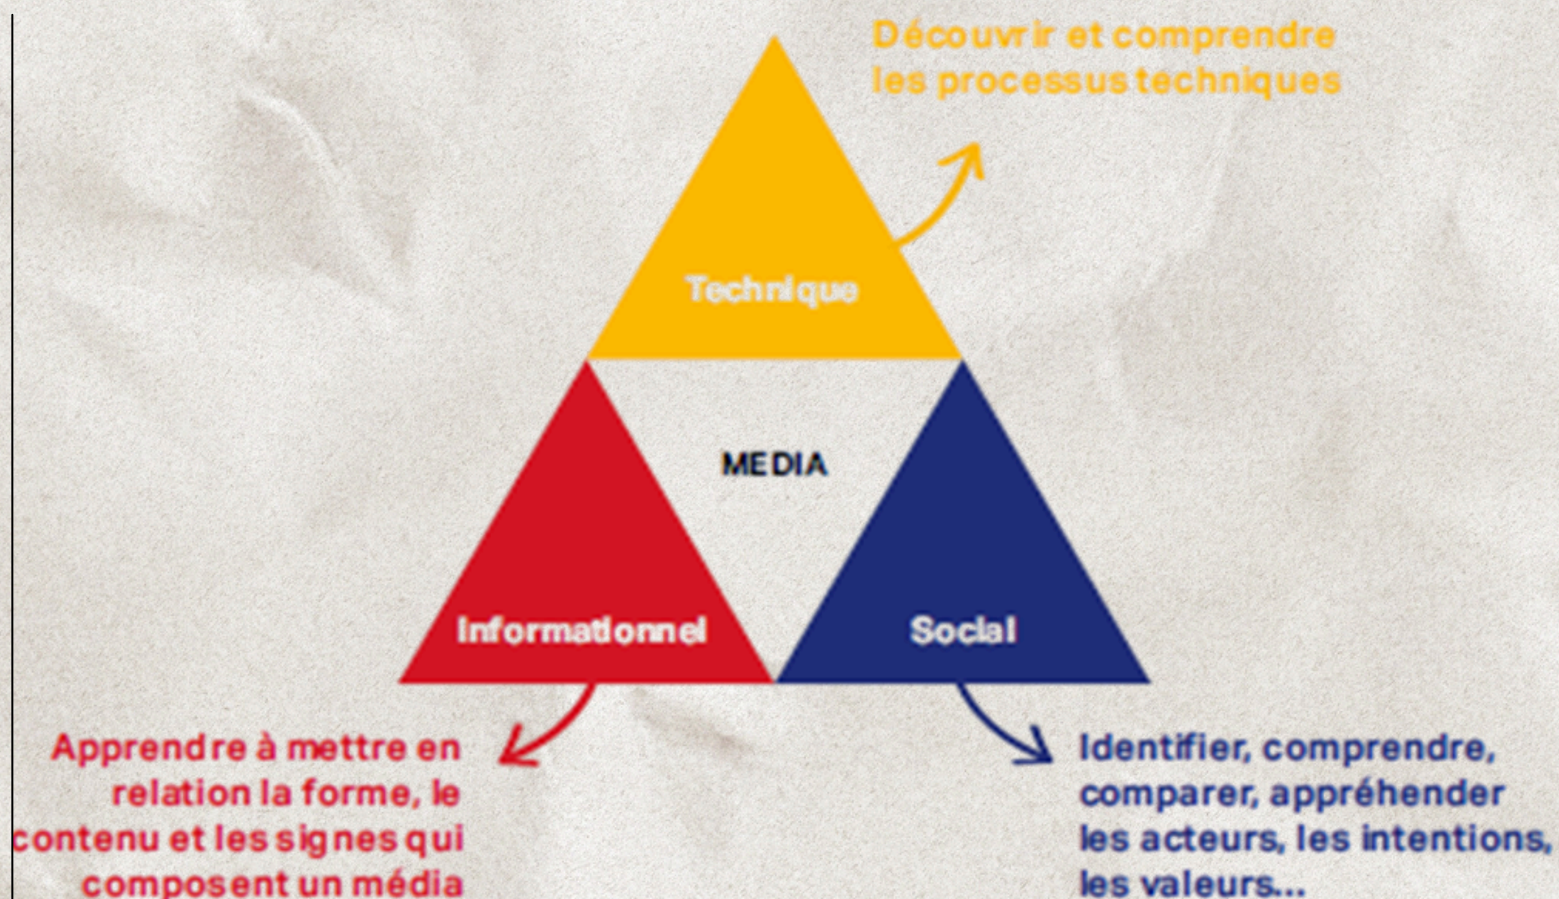 Découvrir et comprendre
les processus techniques
Technique
MEDIA
Informationnel
Social
Apprendre à mettre en
relation la forme, le
contenu et les signes qui
composent un média
Identifier, comprendre,
comparer, appréhender
les acteurs, les intentions,
les valeurs...